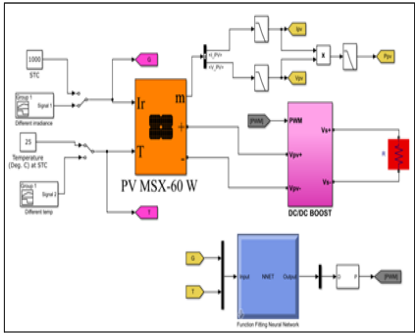 1000
STC
G
Group 1
Signal 1
Different irradiance
25
Temperature
(Deg. C) at STC
Group 1
Signal 2
Different temp
T
Ir
T
m
+
-
PV MSX-60 W
<I_PV>
<V_PV>
Ipv
Vpv
X
Ppv
[PWM]
PWM
Vpv+
Vpv-
Vs+
Vs-
DC/DC BOOST
R
G
T
Input
NNET
Output
Function Fitting Neural Network
D
P
[PWM]